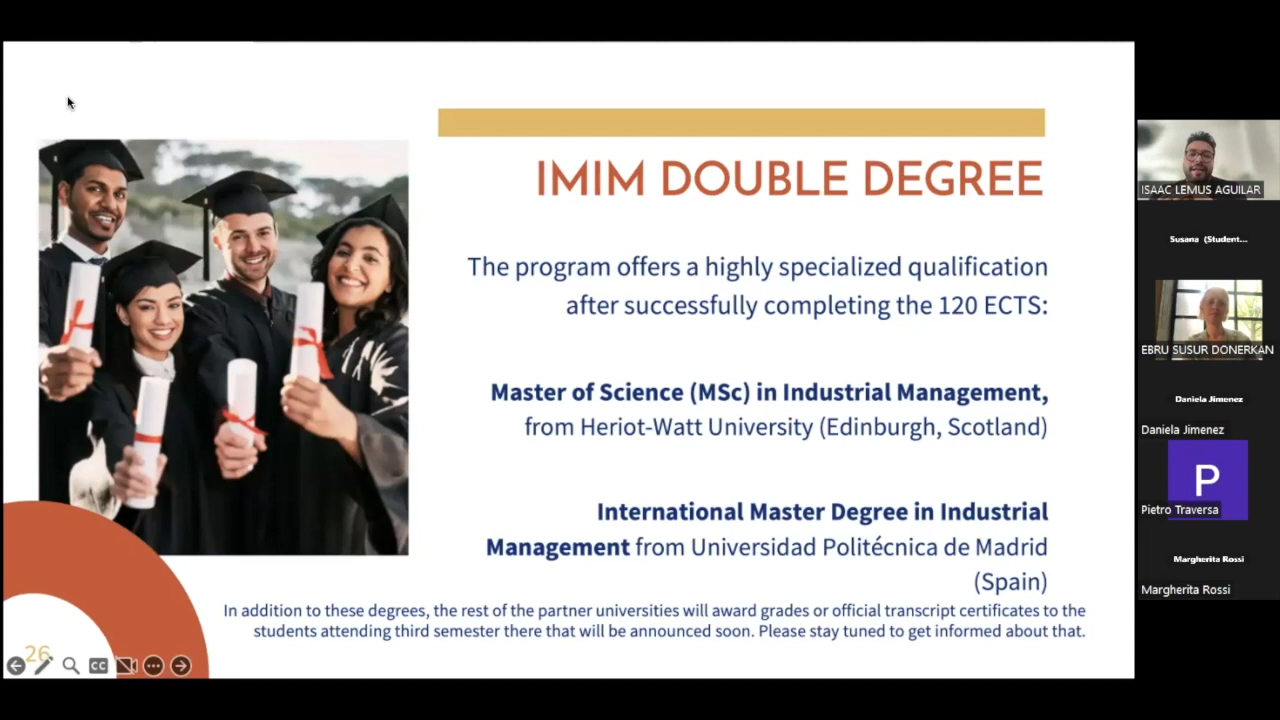 IMIM DOUBLE DEGREE
The program offers a highly specialized qualification
after successfully completing the 120 ECTS:
Master of Science (MSc) in Industrial Management,
from Heriot-Watt University (Edinburgh, Scotland)
International Master Degree in Industrial
Management from Universidad Politécnica de Madrid
(Spain)
In addition to these degrees, the rest of the partner universities will award grades or official transcript certificates to the
students attending third semester there that will be announced soon. Please stay tuned to get informed about that.
26
CC
ISAAC LEMUS AGUILAR
Susana (Student...
EBRU SUSUR DONERKAN
Daniela Jimenez
Daniela Jimenez
P
Pietro Traversa
Margherita Rossi
Margherita Rossi